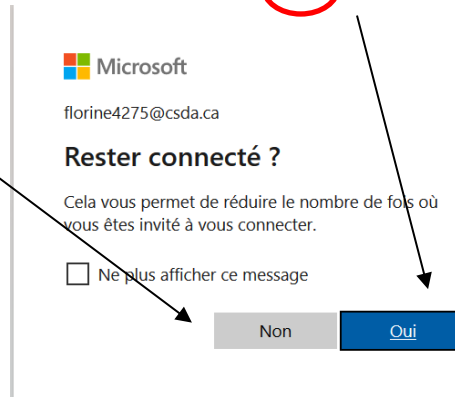 Microsoft
florine4275@csda.ca
Rester connecté ?
Cela vous permet de réduire le nombre de fois où
vous êtes invité à vous connecter.
Ne plus afficher ce message
Non
Oui